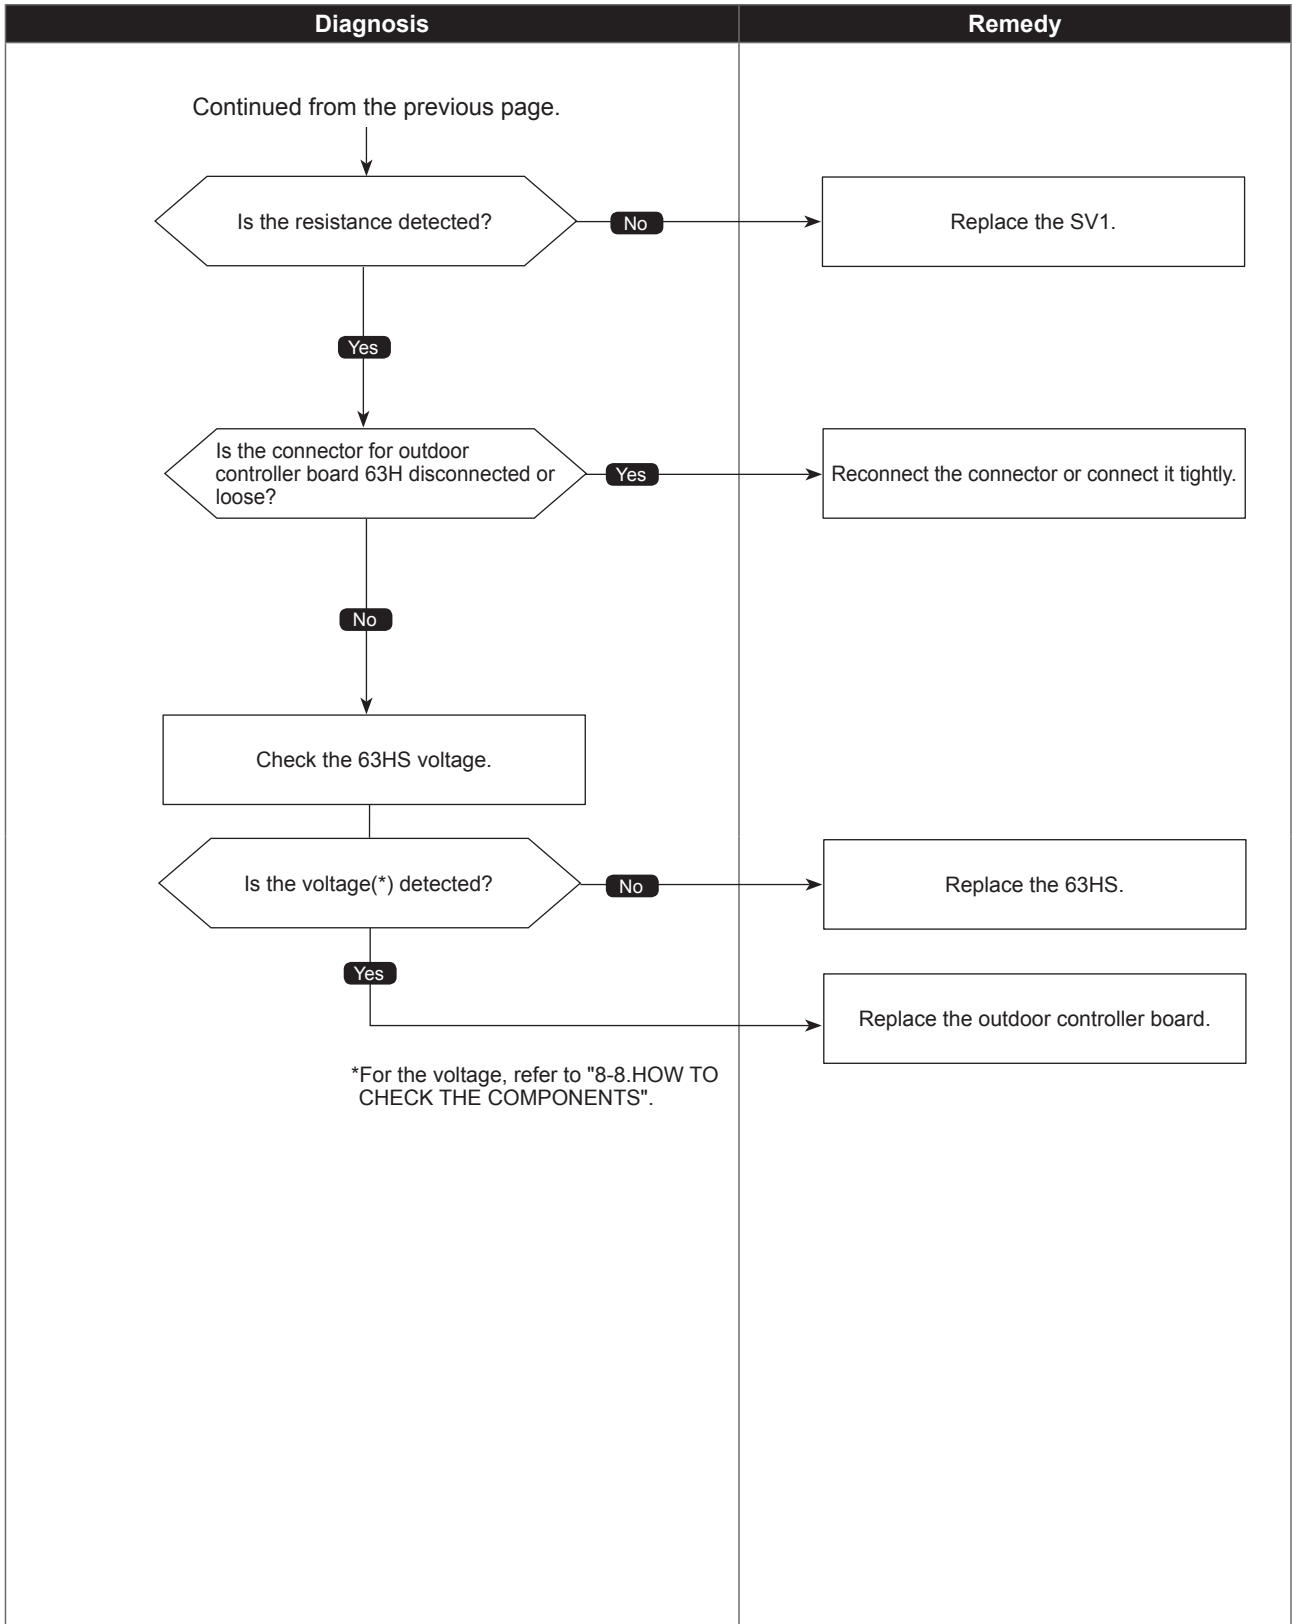 Diagnosis
Remedy
Continued from the previous page.
Is the resistance detected?
No
Replace the SV1.
Yes
Is the connector for outdoor
controller board 63H disconnected or
loose?
Yes
Reconnect the connector or connect it tightly.
No
Check the 63HS voltage.
Is the voltage(*) detected?
No
Replace the 63HS.
Yes
Replace the outdoor controller board.
*For the voltage, refer to "8-8.HOW TO
CHECK THE COMPONENTS".